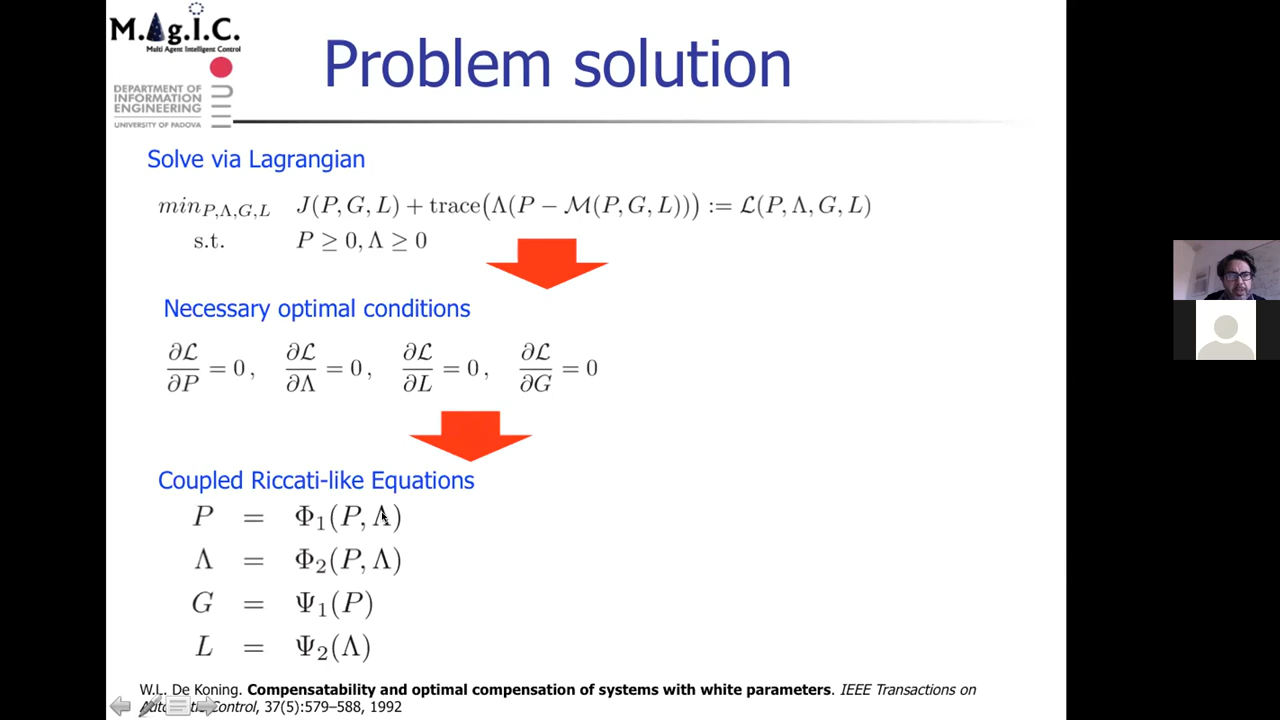 M.AgI.C.
Multi Agent Intelligent Control
DEPARTMENT OF
INFORMATION
ENGINEERING
UNIVERSITY OF PADOVA
Problem solution
Solve via Lagrangian
min_{P,Λ,G,L} J(P, G, L) + trace(Λ(P − ℳ(P, G, L))) := ℒ(P, Λ, G, L)
s.t. P ≥ 0, Λ ≥ 0
Necessary optimal conditions
∂ℒ/∂P = 0, ∂ℒ/∂Λ = 0, ∂ℒ/∂L = 0, ∂ℒ/∂G = 0
Coupled Riccati-like Equations
P = Φ₁(P, Λ)
Λ = Φ₂(P, Λ)
G = Ψ₁(P)
L = Ψ₂(Λ)
W.L. De Koning. Compensatability and optimal compensation of systems with white parameters. IEEE Transactions on
Automatic Control, 37(5):579–588, 1992